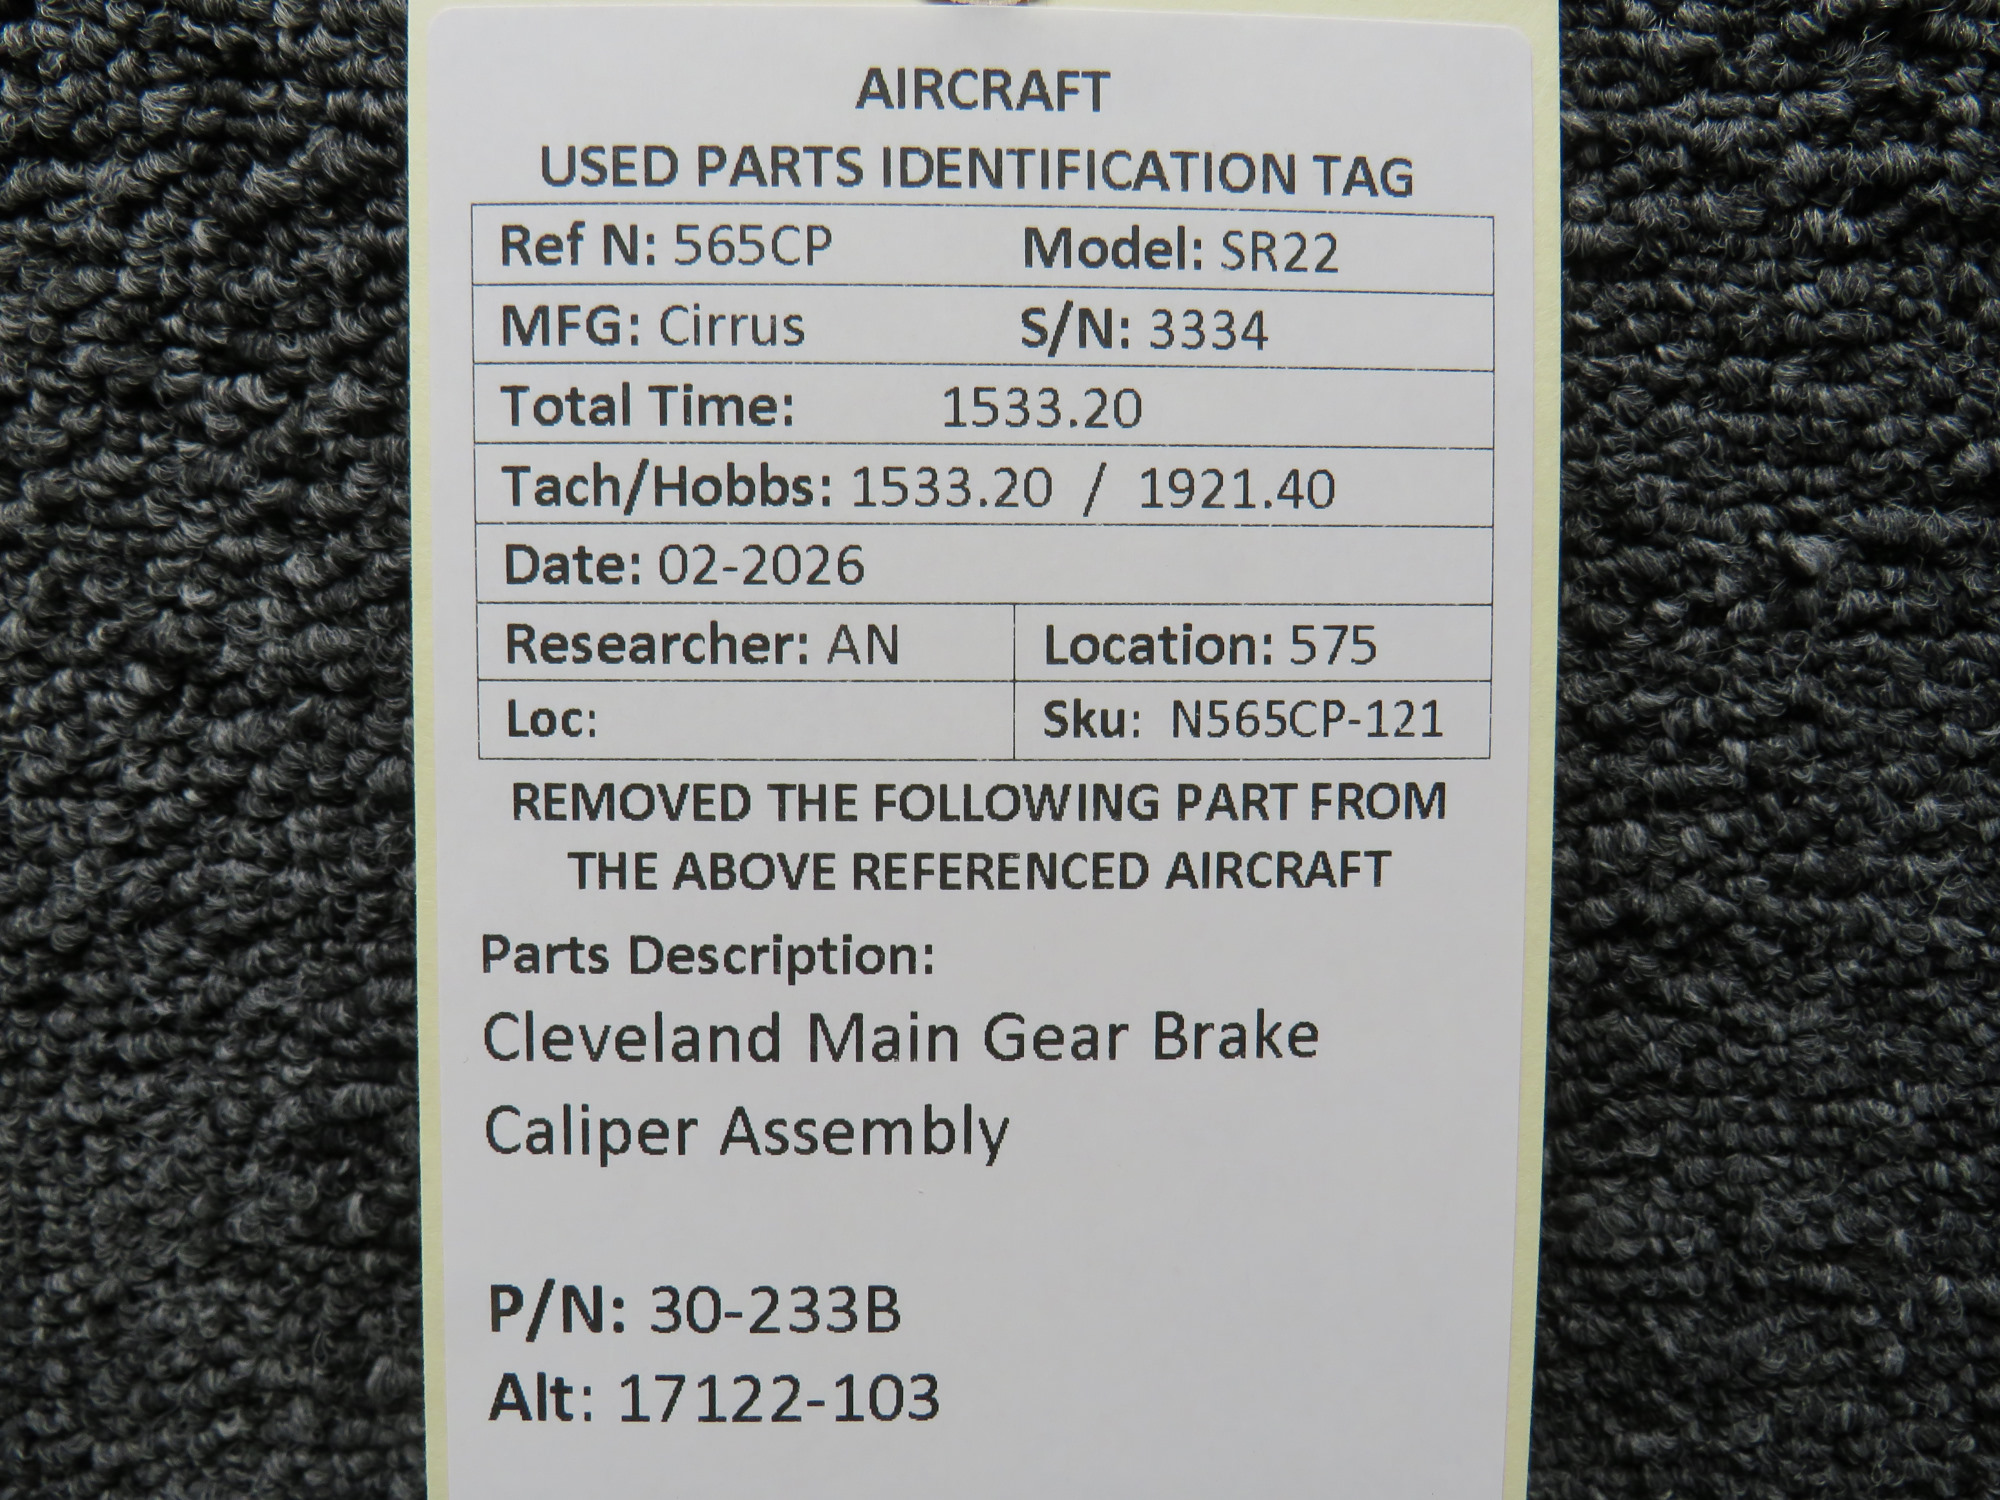 AIRCRAFT
USED PARTS IDENTIFICATION TAG
Ref N: 565CP Model: SR22
MFG: Cirrus S/N: 3334
Total Time: 1533.20
Tach/Hobbs: 1533.20 / 1921.40
Date: 02-2026
Researcher: AN Location: 575
Loc: Sku: N565CP-121
REMOVED THE FOLLOWING PART FROM
THE ABOVE REFERENCED AIRCRAFT
Parts Description:
Cleveland Main Gear Brake
Caliper Assembly
P/N: 30-233B
Alt: 17122-103